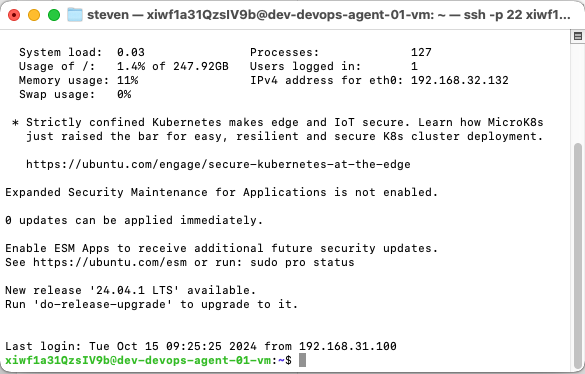 steven — xiwf1a31QzsIV9b@dev-devops-agent-01-vm: ~ — ssh -p 22 xiwf1...
System load:  0.03               Processes:             127
Usage of /:   1.4% of 247.92GB   Users logged in:       1
Memory usage: 11%                IPv4 address for eth0: 192.168.32.132
Swap usage:   0%
* Strictly confined Kubernetes makes edge and IoT secure. Learn how MicroK8s
just raised the bar for easy, resilient and secure K8s cluster deployment.
https://ubuntu.com/engage/secure-kubernetes-at-the-edge
Expanded Security Maintenance for Applications is not enabled.
0 updates can be applied immediately.
Enable ESM Apps to receive additional future security updates.
See https://ubuntu.com/esm or run: sudo pro status
New release '24.04.1 LTS' available.
Run 'do-release-upgrade' to upgrade to it.
Last login: Tue Oct 15 09:25:25 2024 from 192.168.31.100
xiwf1a31QzsIV9b@dev-devops-agent-01-vm:~$